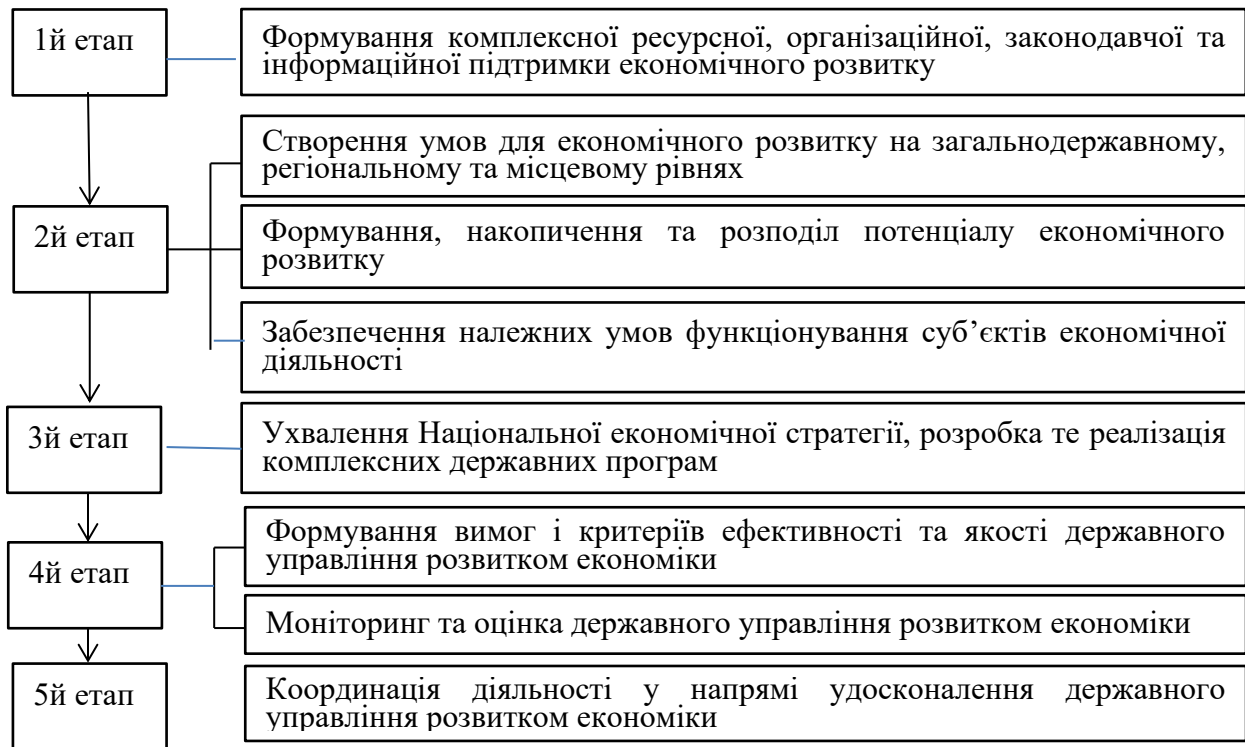 1й етап
Формування комплексної ресурсної, організаційної, законодавчої та
інформаційної підтримки економічного розвитку
Створення умов для економічного розвитку на загальнодержавному,
регіональному та місцевому рівнях
2й етап
Формування, накопичення та розподіл потенціалу економічного
розвитку
Забезпечення належних умов функціонування суб’єктів економічної
діяльності
3й етап
Ухвалення Національної економічної стратегії, розробка те реалізація
комплексних державних програм
Формування вимог і критеріїв ефективності та якості державного
управління розвитком економіки
4й етап
Моніторинг та оцінка державного управління розвитком економіки
5й етап
Координація діяльності у напрямі удосконалення державного
управління розвитком економіки